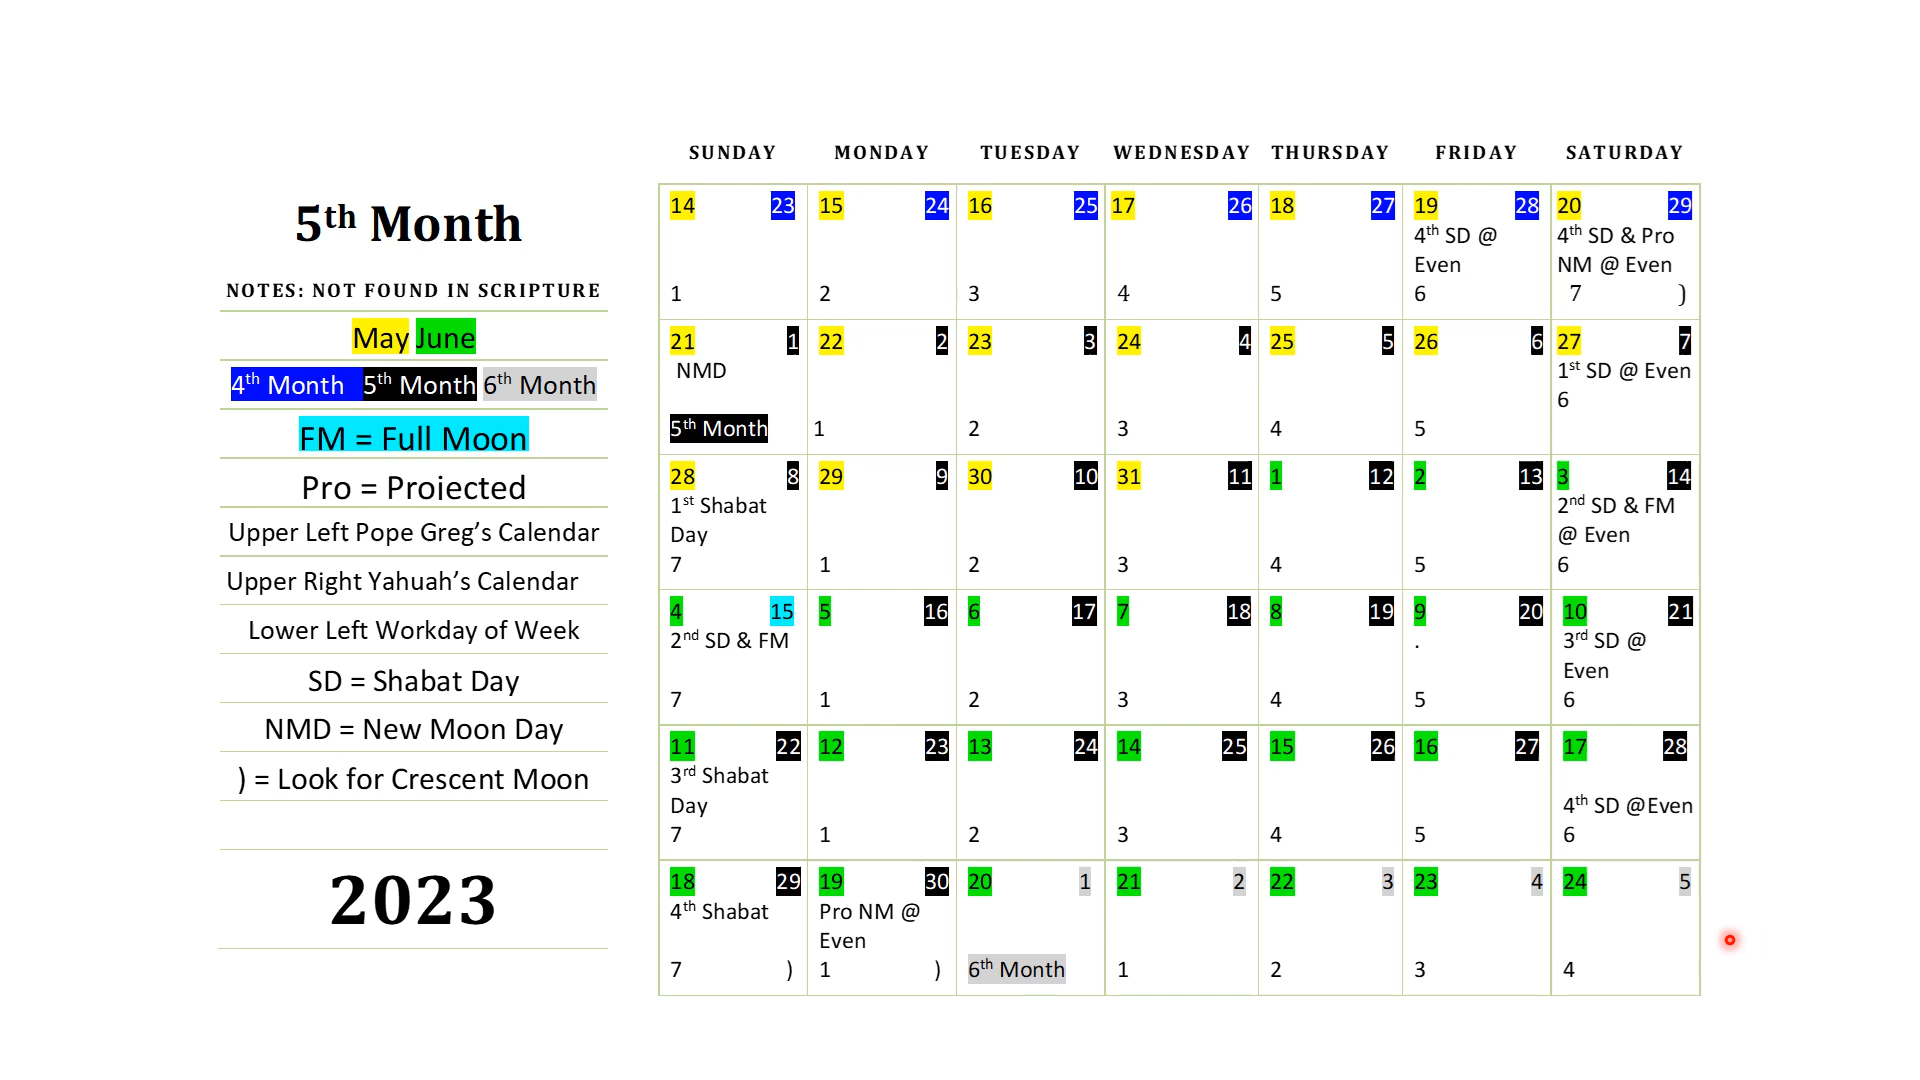 5th Month
NOTES: NOT FOUND IN SCRIPTURE
May June
4th Month 5th Month 6th Month
FM = Full Moon
Pro = Projected
Upper Left Pope Greg’s Calendar
Upper Right Yahuah’s Calendar
Lower Left Workday of Week
SD = Shabat Day
NMD = New Moon Day
) = Look for Crescent Moon
2023
SUNDAY MONDAY TUESDAY WEDNESDAY THURSDAY FRIDAY SATURDAY
14 23 15 24 16 25 17 26 18 27 19 28 20 29
4th SD @ 4th SD & Pro
Even NM @ Even
1 2 3 4 5 6 7 )
21 1 22 2 23 3 24 4 25 5 26 6 27 7
NMD 1st SD @ Even
6
5th Month 1 2 3 4 5
28 8 29 9 30 10 31 11 1 12 2 13 3 14
1st Shabat 2nd SD & FM
Day @ Even
7 1 2 3 4 5 6
4 15 5 16 6 17 7 18 8 19 9 20 10 21
2nd SD & FM . 3rd SD @
Even
7 1 2 3 4 5 6
11 22 12 23 13 24 14 25 15 26 16 27 17 28
3rd Shabat
Day 4th SD @Even
7 1 2 3 4 5 6
18 29 19 30 20 1 21 2 22 3 23 4 24 5
4th Shabat Pro NM @
Even
7 ) 1 ) 6th Month 1 2 3 4